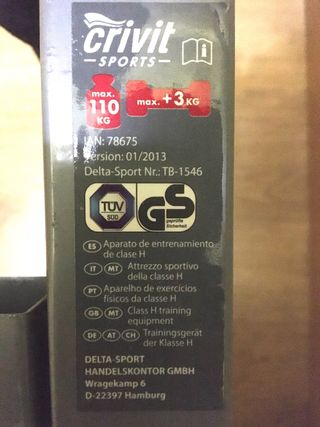 crivit
SPORTS
max.
110
KG
max. +3 KG
IAN: 78675
Version: 01/2013
Delta-Sport Nr.: TB-1546
TÜV
SÜD
GS
geprüfte
Sicherheit
ES Aparato de entrenamiento
de clase H
IT MT Attrezzo sportivo
della classe H
PT Aparelho de exercícios
físicos da classe H
GB MT Class H training
equipment
DE AT CH Trainingsgerät
der Klasse H
DELTA-SPORT
HANDELSKONTOR GMBH
Wragekamp 6
D-22397 Hamburg